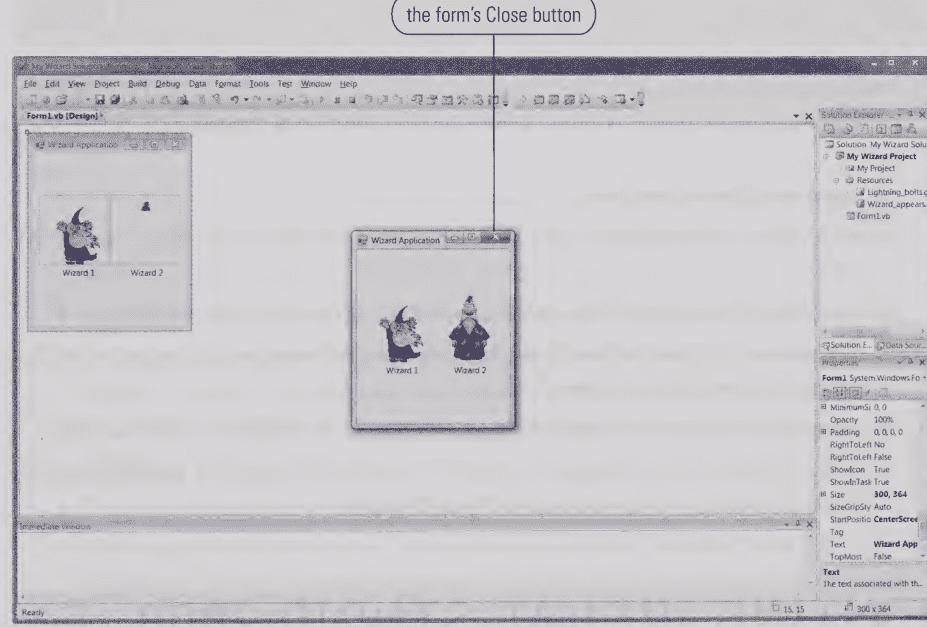 the form's Close button
File Edit View Project Build Debug Data Format Tools Test Window Help
Form1.vb [Design]*
Wizard Application
Wizard 1 Wizard 2
Wizard Application
Wizard 1 Wizard 2
Solution Explorer
Solution 'My Wizard Solu
My Wizard Project
My Project
Resources
Lightning_bolts.g
Wizard_appears.
Form1.vb
Solution E... Data Sour...
Properties
Form1 System.Windows.Fo
MinimumSi 0, 0
Opacity 100%
Padding 0, 0, 0, 0
RightToLeft No
RightToLeft False
ShowIcon True
ShowInTask True
Size 300, 364
SizeGripSty Auto
StartPositio CenterScree
Tag
Text Wizard App
TopMost False
Text
The text associated with th...
Immediate Window
Ready
15, 15
300 x 364